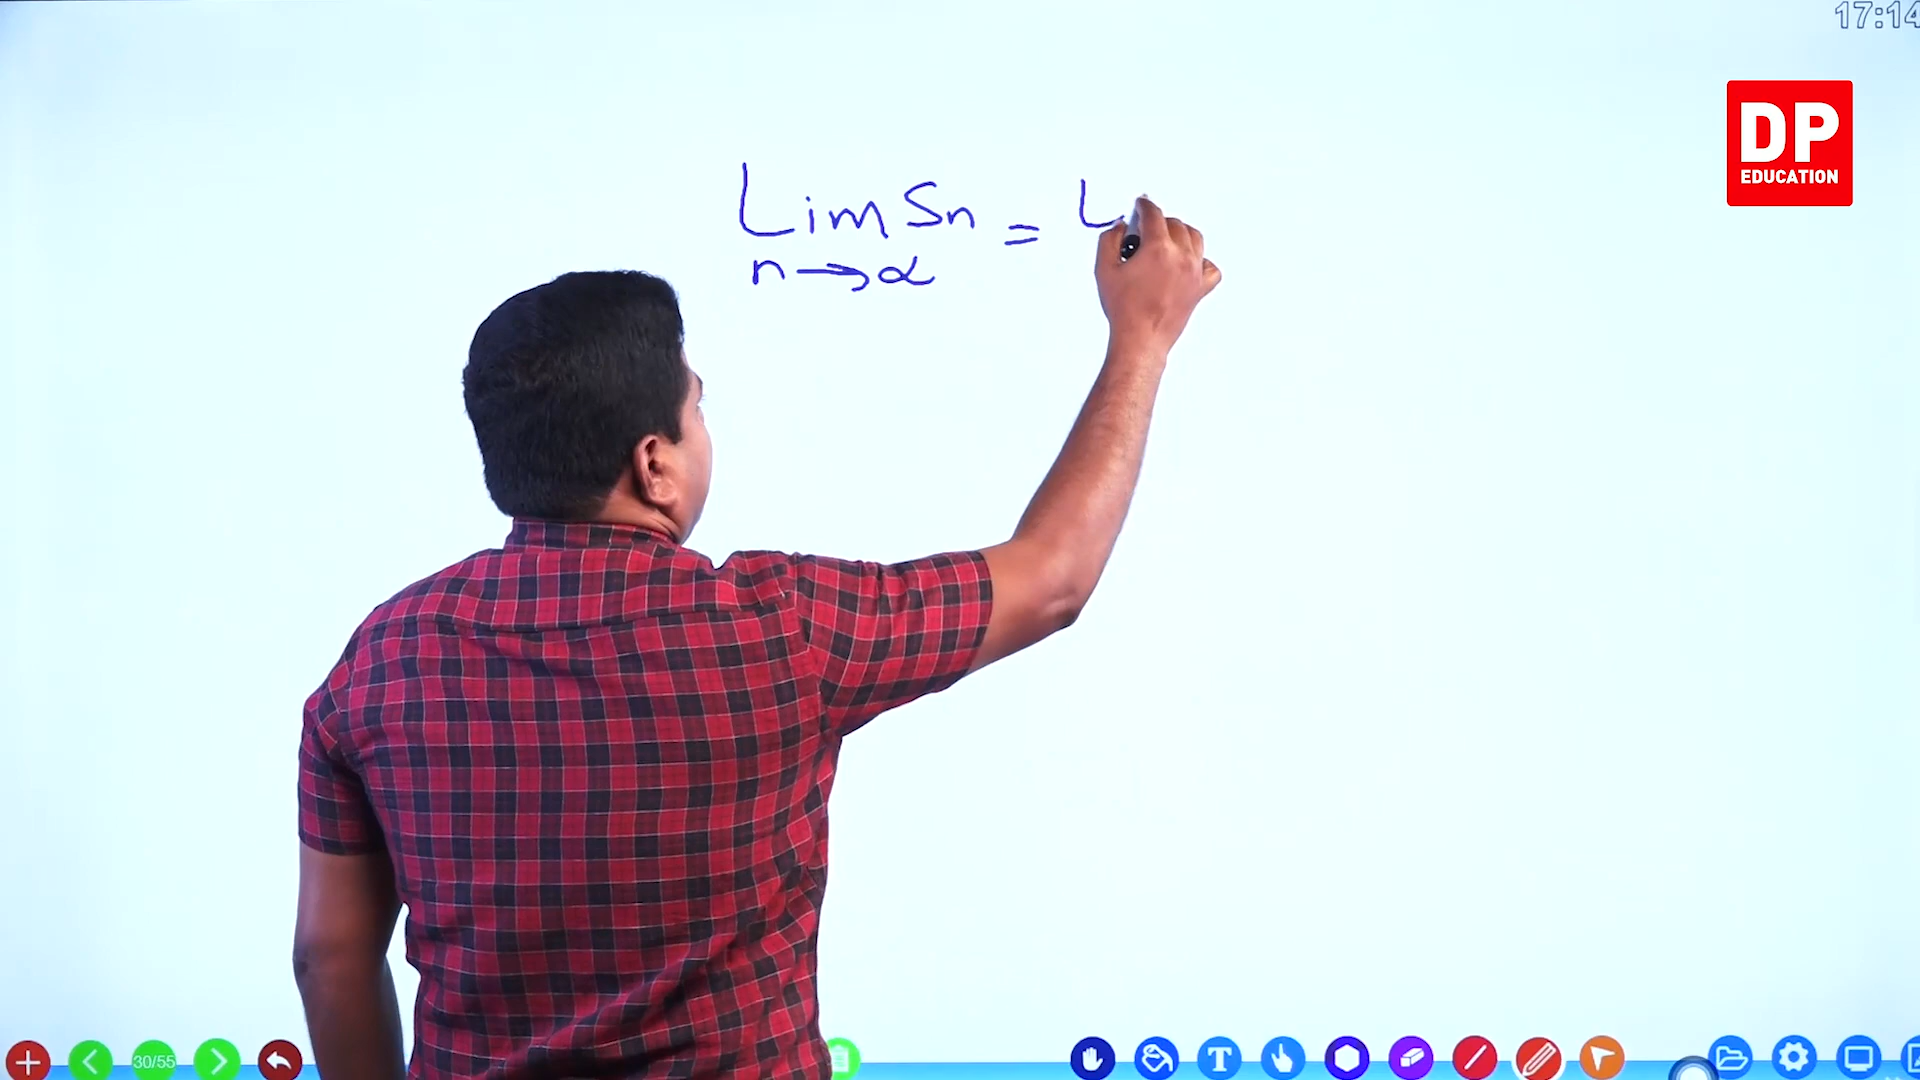 17:14
DP
EDUCATION
Lim Sn = L
n → α
30/55
T